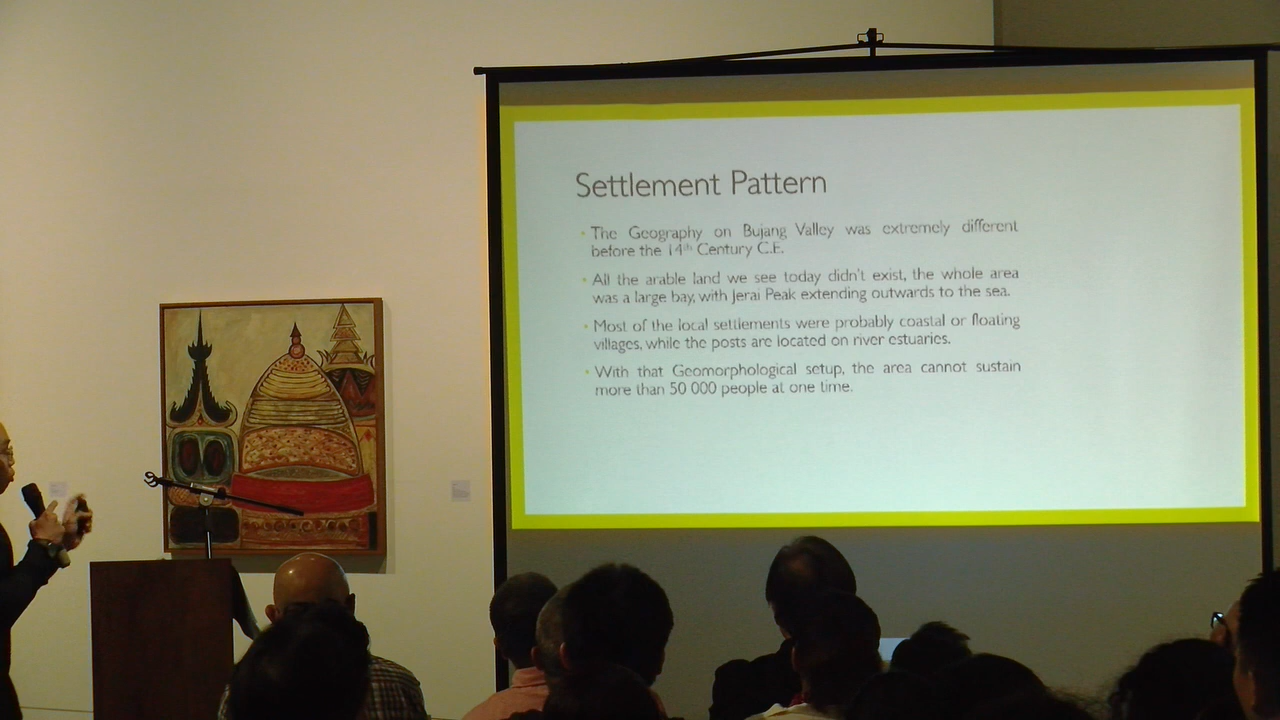 Settlement Pattern
The Geography on Bujang Valley was extremely different
before the 14th Century C.E.
All the arable land we see today didn't exist, the whole area
was a large bay, with Jerai Peak extending outwards to the sea.
Most of the local settlements were probably coastal or floating
villages, while the posts are located on river estuaries.
With that Geomorphological setup, the area cannot sustain
more than 50 000 people at one time.